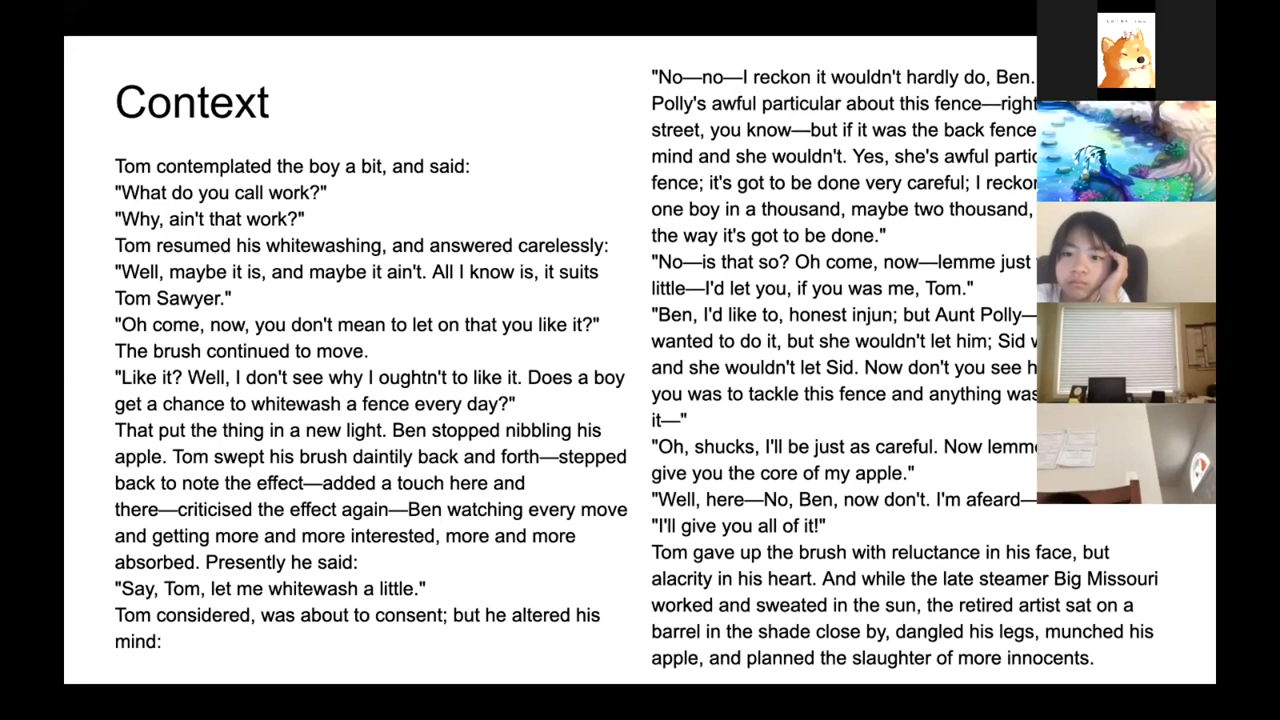 Context
Tom contemplated the boy a bit, and said:
"What do you call work?"
"Why, ain't that work?"
Tom resumed his whitewashing, and answered carelessly:
"Well, maybe it is, and maybe it ain't. All I know is, it suits
Tom Sawyer."
"Oh come, now, you don't mean to let on that you like it?"
The brush continued to move.
"Like it? Well, I don't see why I oughtn't to like it. Does a boy
get a chance to whitewash a fence every day?"
That put the thing in a new light. Ben stopped nibbling his
apple. Tom swept his brush daintily back and forth—stepped
back to note the effect—added a touch here and
there—criticised the effect again—Ben watching every move
and getting more and more interested, more and more
absorbed. Presently he said:
"Say, Tom, let me whitewash a little."
Tom considered, was about to consent; but he altered his
mind:
"No—no—I reckon it wouldn't hardly do, Ben.
Polly's awful particular about this fence—right
street, you know—but if it was the back fence
mind and she wouldn't. Yes, she's awful
fence; it's got to be done very careful; I
one boy in a thousand, maybe two thousand,
the way it's got to be done."
"No—is that so? Oh come, now—lemme just
little—I'd let you, if you was me, Tom."
"Ben, I'd like to, honest injun; but Aunt Polly—
wanted to do it, but she wouldn't let him; Sid
and she wouldn't let Sid. Now don't you see
you was to tackle this fence and anything was
it—"
"Oh, shucks, I'll be just as careful. Now lemme
give you the core of my apple."
"Well, here—No, Ben, now don't. I'm afeard—
"I'll give you all of it!"
Tom gave up the brush with reluctance in his face, but
alacrity in his heart. And while the late steamer Big Missouri
worked and sweated in the sun, the retired artist sat on a
barrel in the shade close by, dangled his legs, munched his
apple, and planned the slaughter of more innocents.